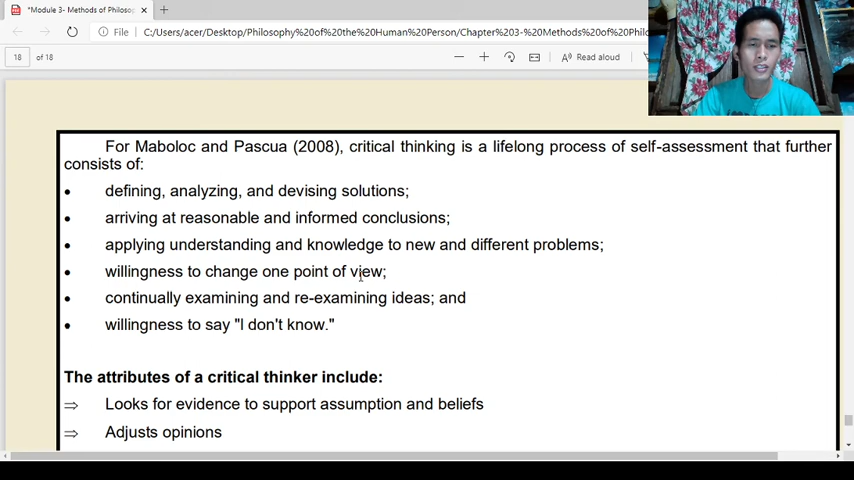 *Module 3- Methods of Philosop
File
C:/Users/acer/Desktop/Philosophy%20of%20the%20Human%20Person/Chapter%203-%20Methods%20of%20Philo
18 of 18
Read aloud
For Maboloc and Pascua (2008), critical thinking is a lifelong process of self-assessment that further
consists of:
• defining, analyzing, and devising solutions;
• arriving at reasonable and informed conclusions;
• applying understanding and knowledge to new and different problems;
• willingness to change one point of view;
• continually examining and re-examining ideas; and
• willingness to say "I don't know."
The attributes of a critical thinker include:
⇒ Looks for evidence to support assumption and beliefs
⇒ Adjusts opinions